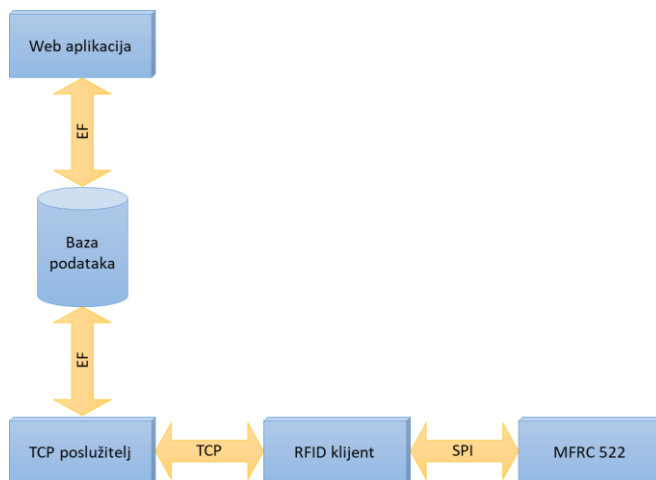 Web aplikacija
EF
Baza
podataka
EF
TCP poslužitelj
TCP
RFID klijent
SPI
MFRC 522